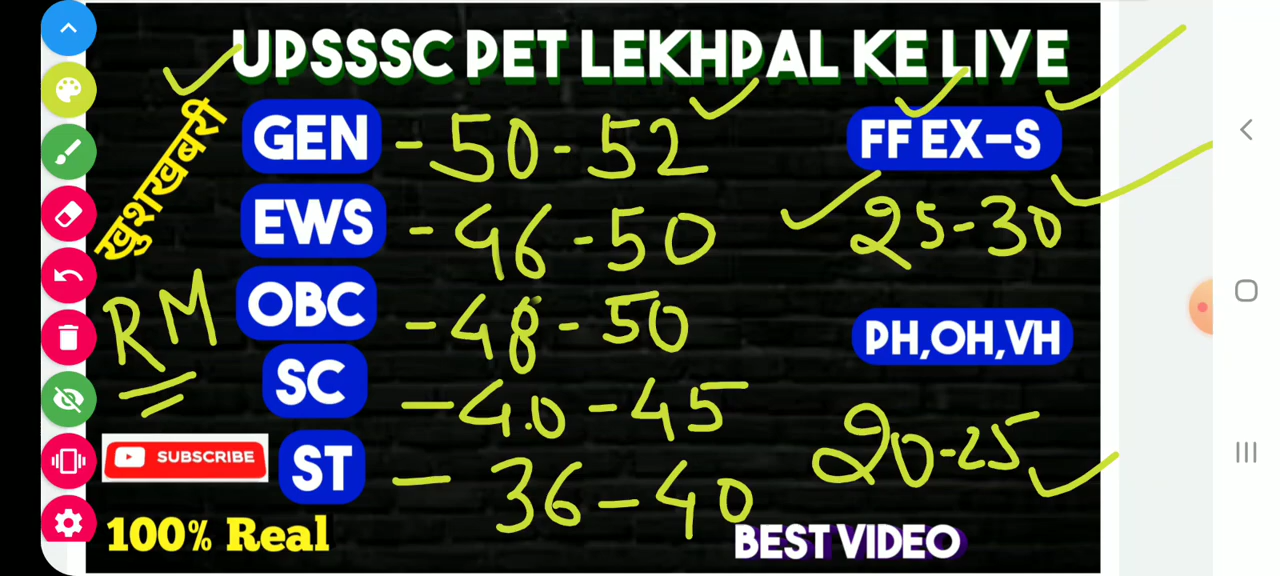 UPSSSC PET LEKHPAL KE LIYE
खुशखबरी
GEN - 50 - 52
EWS - 46 - 50
OBC - 48 - 50
SC - 40 - 45
ST - 36 - 40
RM
FF EX-S
25 - 30
PH,OH,VH
20 - 25
SUBSCRIBE
100% Real
BEST VIDEO